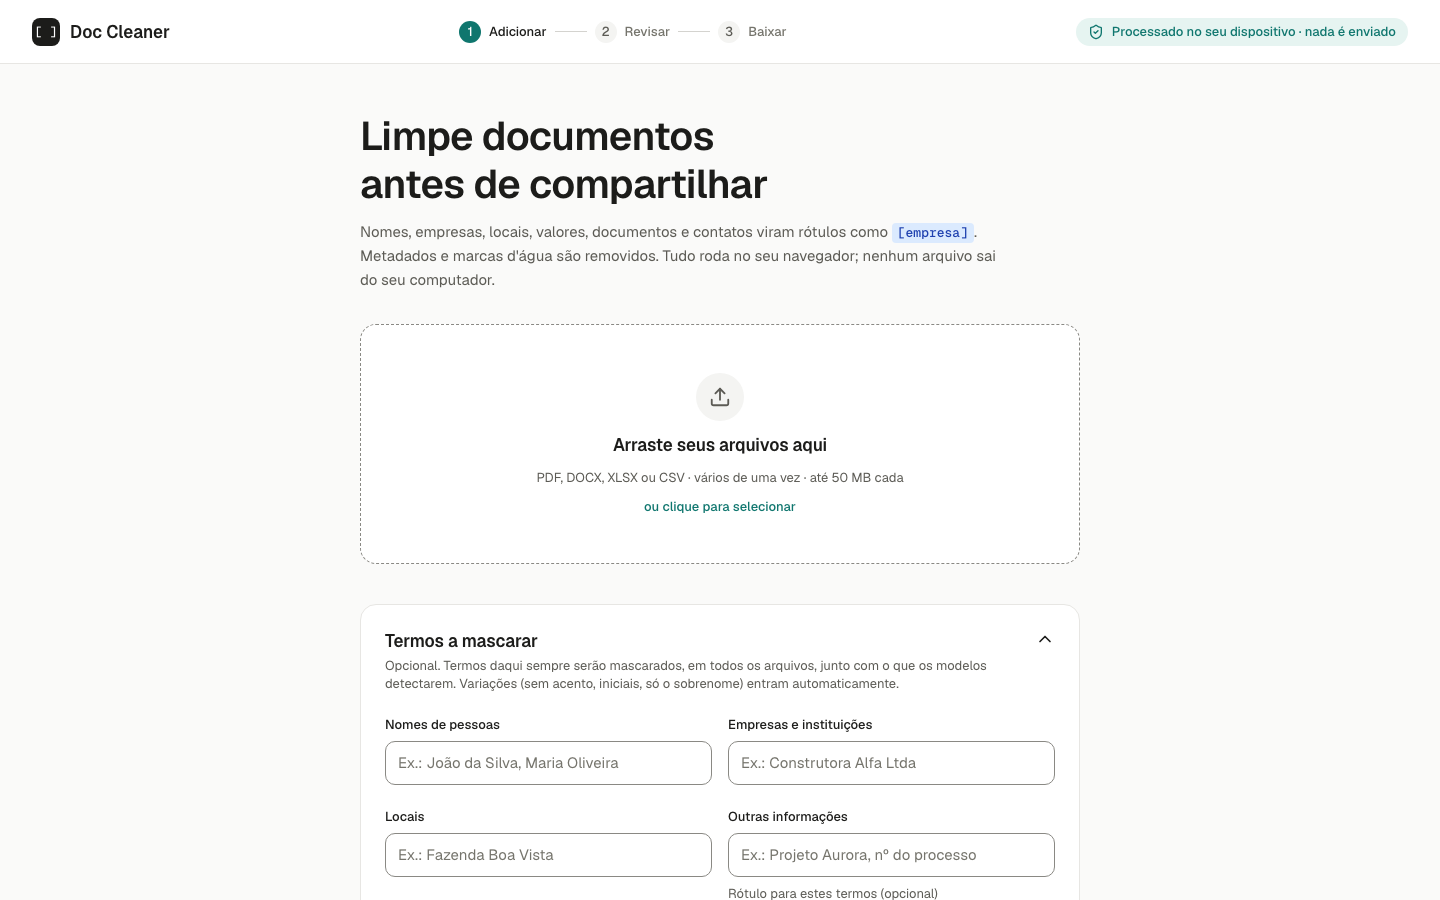 [ ] Doc Cleaner
1 Adicionar
2 Revisar
3 Baixar
Processado no seu dispositivo · nada é enviado
Limpe documentos
antes de compartilhar
Nomes, empresas, locais, valores, documentos e contatos viram rótulos como [empresa].
Metadados e marcas d'água são removidos. Tudo roda no seu navegador; nenhum arquivo sai
do seu computador.
Arraste seus arquivos aqui
PDF, DOCX, XLSX ou CSV · vários de uma vez · até 50 MB cada
ou clique para selecionar
Termos a mascarar
Opcional. Termos daqui sempre serão mascarados, em todos os arquivos, junto com o que os modelos
detectarem. Variações (sem acento, iniciais, só o sobrenome) entram automaticamente.
Nomes de pessoas
Ex.: João da Silva, Maria Oliveira
Empresas e instituições
Ex.: Construtora Alfa Ltda
Locais
Ex.: Fazenda Boa Vista
Outras informações
Ex.: Projeto Aurora, nº do processo
Rótulo para estes termos (opcional)